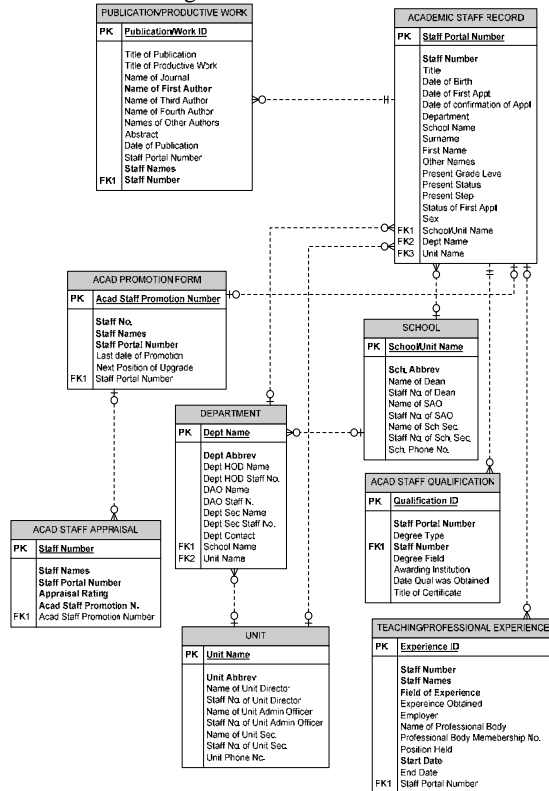 PUBLICATION/PRODUCTIVE WORK
PK Publication/Work ID
Title of Publication
Title of Productive Work
Name of Journal
Name of First Author
Name of Third Author
Name of Fourth Author
Names of Other Authors
Abstract
Date of Publication
Staff Portal Number
Staff Names
FK1 Staff Number
ACADEMIC STAFF RECORD
PK Staff Portal Number
Staff Number
Title
Date of Birth
Date of First Appt
Date of confirmation of Appt
Department
School Name
Surname
First Name
Other Names
Present Grade Leve
Present Status
Present Step
Status of First Appt
Sex
FK1 School/Unit Name
FK2 Dept Name
FK3 Unit Name
ACAD PROMOTION FORM
PK Acad Staff Promotion Number
Staff No.
Staff Names
Staff Portal Number
Last date of Promotion
Next Position of Upgrade
FK1 Staff Portal Number
SCHOOL
PK School/Unit Name
Sch. Abbrev
Name of Dean
Staff No. of Dean
Name of SAO
Staff No. of SAO
Name of Sch Sec.
Staff No. of Sch. Sec.
Sch. Phone No.
DEPARTMENT
PK Dept Name
Dept Abbrev
Dept HOD Name
Dept HOD Staff No.
DAO Name
DAO Staff N.
Dept Sec Name
Dept Sec Staff No.
Dept Contact
FK1 School Name
FK2 Unit Name
ACAD STAFF QUALIFICATION
PK Qualification ID
Staff Portal Number
Degree Type
FK1 Staff Number
Degree Field
Awarding Institution
Date Qual was Obtained
Title of Certificate
ACAD STAFF APPRAISAL
PK Staff Number
Staff Names
Staff Portal Number
Appraisal Rating
Acad Staff Promotion N.
FK1 Acad Staff Promotion Number
UNIT
PK Unit Name
Unit Abbrev
Name of Unit Director
Staff No. of Unit Director
Name of Unit Admin Officer
Staff No. of Unit Admin Officer
Name of Unit Sec.
Staff No. of Unit Sec.
Unit Phone No.
TEACHING/PROFESSIONAL EXPERIENCE
PK Experience ID
Staff Number
Staff Names
Field of Experience
Expereince Obtained
Employer
Name of Professional Body
Professional Body Memebership No.
Position Held
Start Date
End Date
FK1 Staff Portal Number